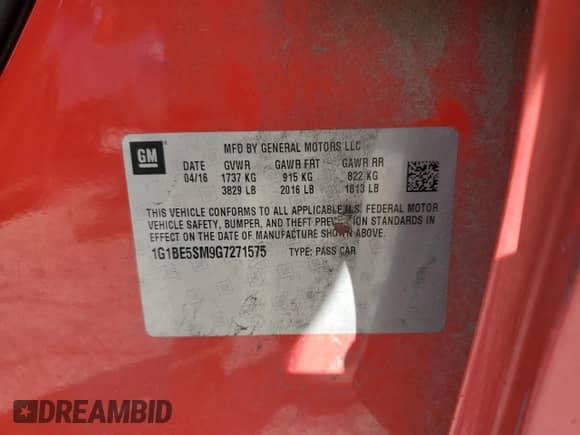 GM
MFD BY GENERAL MOTORS LLC
DATE GVWR GAWR FRT GAWR RR
04/16 1737 KG 915 KG 822 KG
3829 LB 2016 LB 1813 LB
THIS VEHICLE CONFORMS TO ALL APPLICABLE U.S. FEDERAL MOTOR
VEHICLE SAFETY, BUMPER, AND THEFT PREVENTION STANDARDS
IN EFFECT ON THE DATE OF MANUFACTURE SHOWN ABOVE.
1G1BE5SM9G7271575 TYPE: PASS CAR
DREAMBID